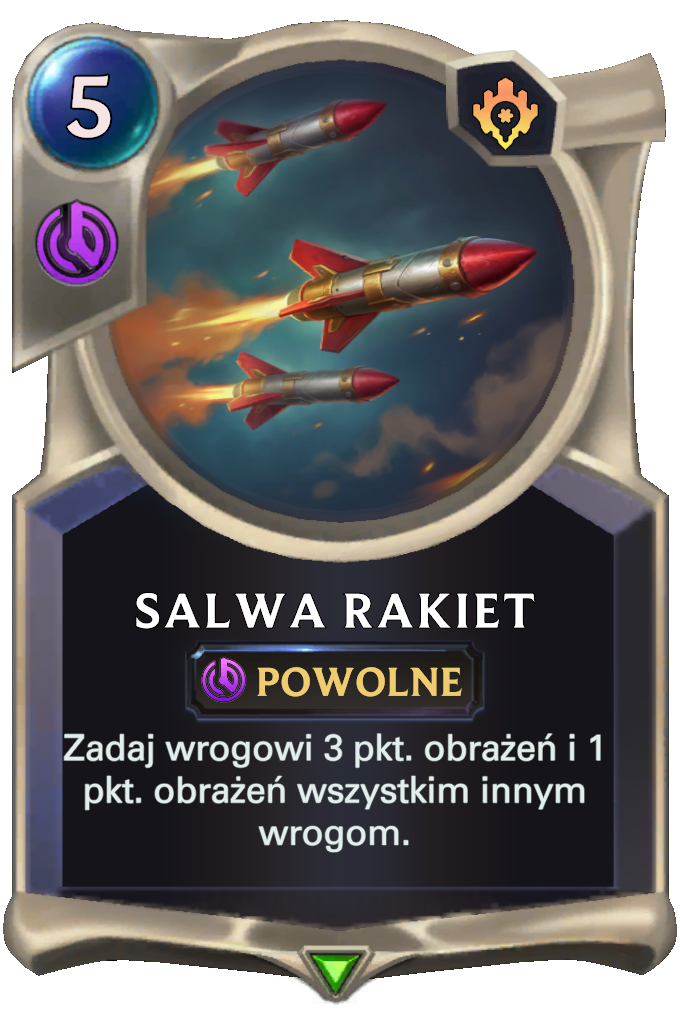 5
SALWA RAKIET
POWOLNE
Zadaj wrogowi 3 pkt. obrażeń i 1
pkt. obrażeń wszystkim innym
wrogom.